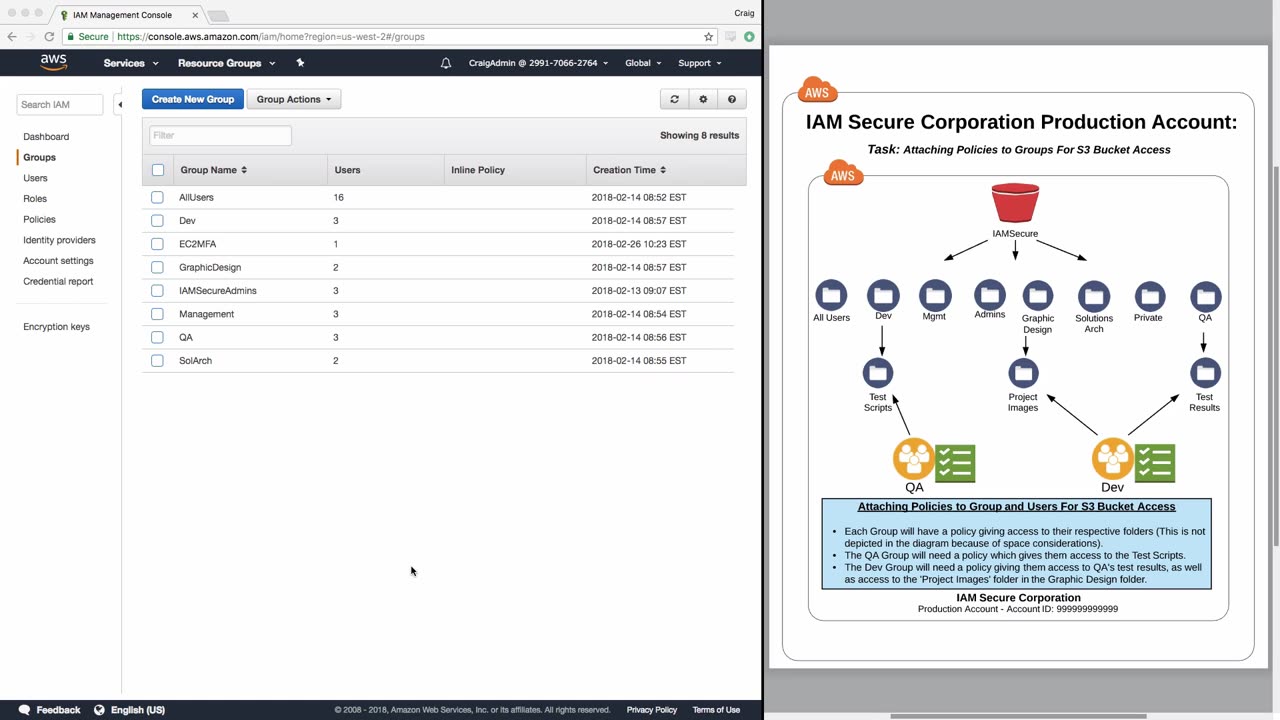 IAM Management Console
Craig
Secure https://console.aws.amazon.com/iam/home?region=us-west-2#/groups
aws
Services
Resource Groups
CraigAdmin @ 2991-7066-2764
Global
Support
Search IAM
Dashboard
Groups
Users
Roles
Policies
Identity providers
Account settings
Credential report
Encryption keys
Create New Group
Group Actions
Filter
Showing 8 results
Group Name Users Inline Policy Creation Time
AllUsers 16 2018-02-14 08:52 EST
Dev 3 2018-02-14 08:57 EST
EC2MFA 1 2018-02-26 10:23 EST
GraphicDesign 2 2018-02-14 08:57 EST
IAMSecureAdmins 3 2018-02-13 09:07 EST
Management 3 2018-02-14 08:54 EST
QA 3 2018-02-14 08:56 EST
SolArch 2 2018-02-14 08:55 EST
Feedback
English (US)
© 2008 - 2018, Amazon Web Services, Inc. or its affiliates. All rights reserved.
Privacy Policy
Terms of Use
AWS
IAM Secure Corporation Production Account:
Task: Attaching Policies to Groups For S3 Bucket Access
AWS
IAMSecure
All Users
Dev
Mgmt
Admins
Graphic
Design
Solutions
Arch
Private
QA
Test
Scripts
Project
Images
Test
Results
QA
Dev
Attaching Policies to Group and Users For S3 Bucket Access
• Each Group will have a policy giving access to their respective folders (This is not
depicted in the diagram because of space considerations).
• The QA Group will need a policy which gives them access to the Test Scripts.
• The Dev Group will need a policy giving them access to QA's test results, as well
as access to the 'Project Images' folder in the Graphic Design folder.
IAM Secure Corporation
Production Account - Account ID: 999999999999